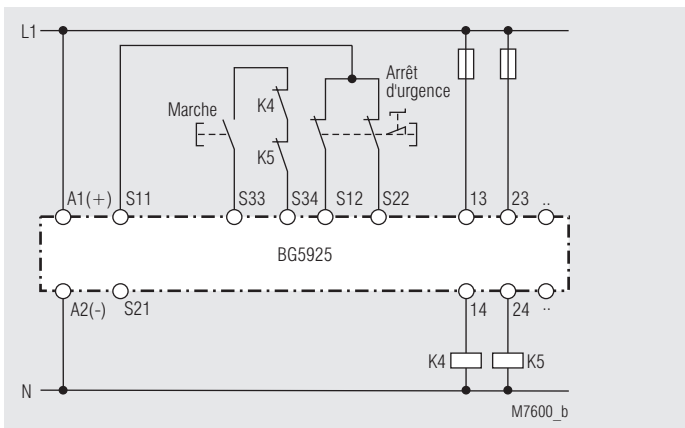 L1
Arrêt
d'urgence
Marche
K4
K5
A1(+) S11 S33 S34 S12 S22 13 23 ..
BG5925
A2(-) S21 14 24 ..
K4 K5
N
M7600_b